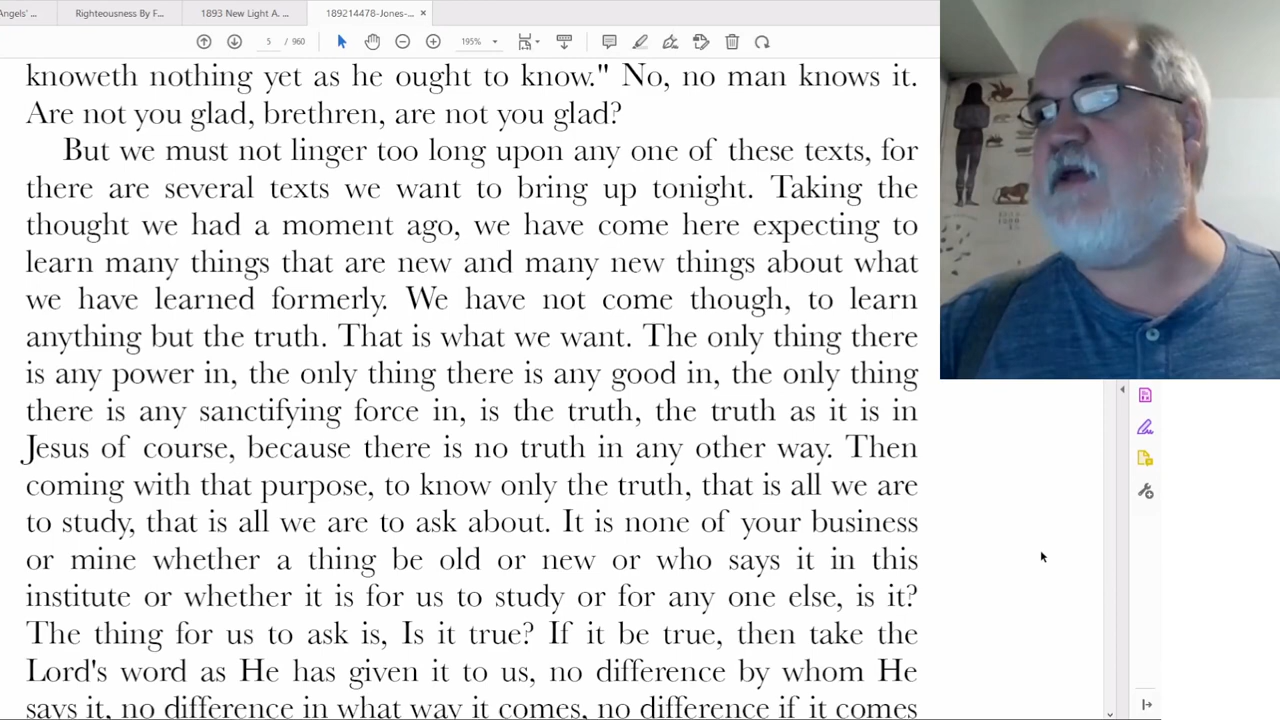 Angels' ...
Righteousness By F...
1893 New Light A. ...
189214478-Jones-...
5 / 960
195%
knoweth nothing yet as he ought to know." No, no man knows it.
Are not you glad, brethren, are not you glad?
But we must not linger too long upon any one of these texts, for
there are several texts we want to bring up tonight. Taking the
thought we had a moment ago, we have come here expecting to
learn many things that are new and many new things about what
we have learned formerly. We have not come though, to learn
anything but the truth. That is what we want. The only thing there
is any power in, the only thing there is any good in, the only thing
there is any sanctifying force in, is the truth, the truth as it is in
Jesus of course, because there is no truth in any other way. Then
coming with that purpose, to know only the truth, that is all we are
to study, that is all we are to ask about. It is none of your business
or mine whether a thing be old or new or who says it in this
institute or whether it is for us to study or for any one else, is it?
The thing for us to ask is, Is it true? If it be true, then take the
Lord's word as He has given it to us, no difference by whom He
says it, no difference in what way it comes, no difference if it comes